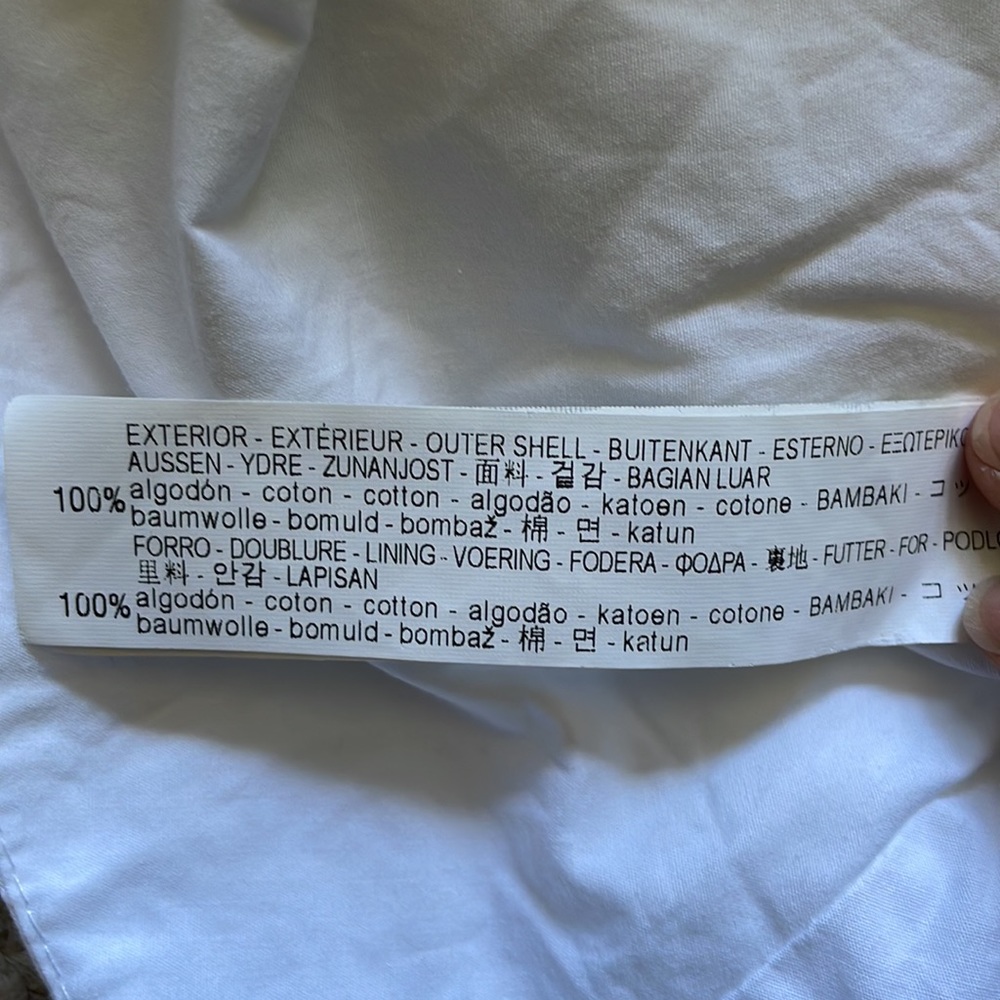 EXTERIOR - EXTÉRIEUR - OUTER SHELL - BUITENKANT - ESTERNO - ΕΞΩΤΕΡΙΚΟ
AUSSEN - YDRE - ZUNANJOST - 面料 - 겉감 - BAGIAN LUAR
100% algodón - coton - cotton - algodão - katoen - cotone - BAMBAKI - コッ
baumwolle - bomuld - bombaž - 棉 - 면 - katun
FORRO - DOUBLURE - LINING - VOERING - FODERA - ΦΟΔΡΑ - 裏地 - FUTTER - FOR - PODLO
里料 - 안감 - LAPISAN
100% algodón - coton - cotton - algodão - katoen - cotone - BAMBAKI - コッ
baumwolle - bomuld - bombaž - 棉 - 면 - katun